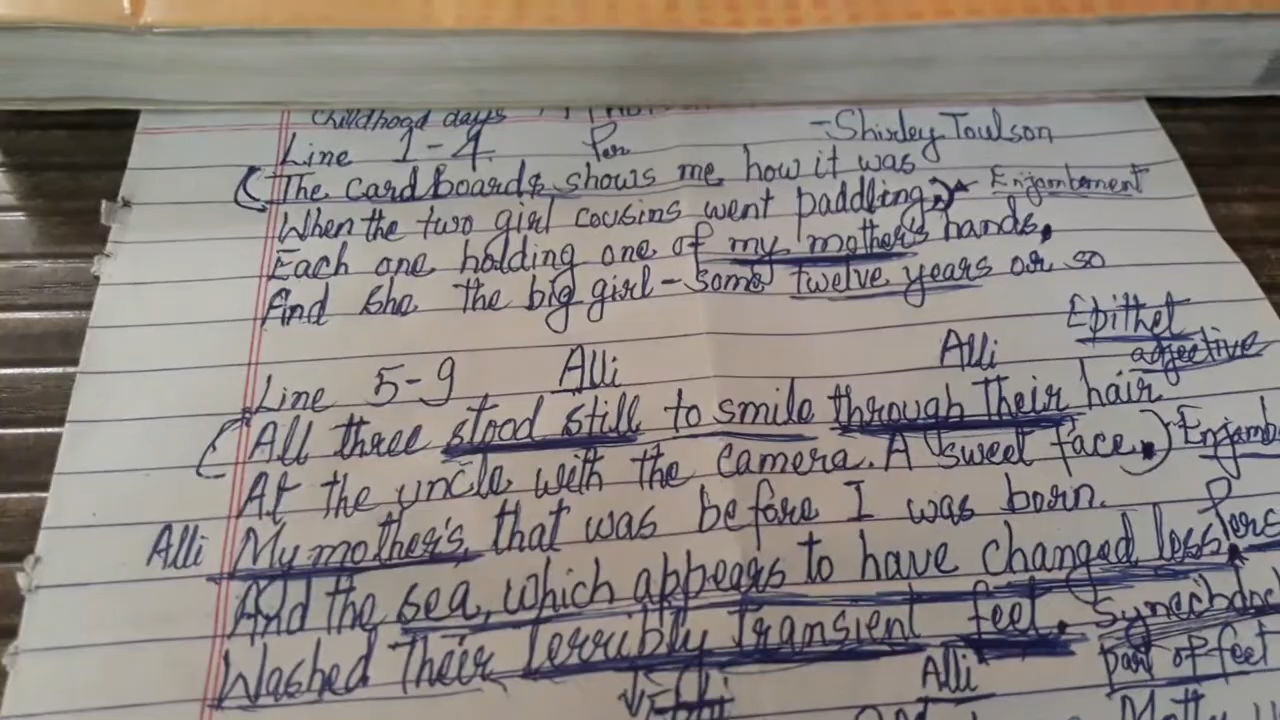 Childhood days
- Shirley Toulson
Line 1-4 Per
(The cardboards shows me how it was
When the two girl cousins went paddling,) Enjambement
Each one holding one of my mother's hands.
And she the big girl - some twelve years or so
Epithet
Line 5-9 Alli Alli adjective
(All three stood still to smile through Their hair
At the uncle with the camera. A sweet face.) Enjamb
Alli My mother's, that was before I was born.
And the sea, which appears to have changed less. Pers
Washed Their terribly Transient feet. Synechdoc
Alli part of feet